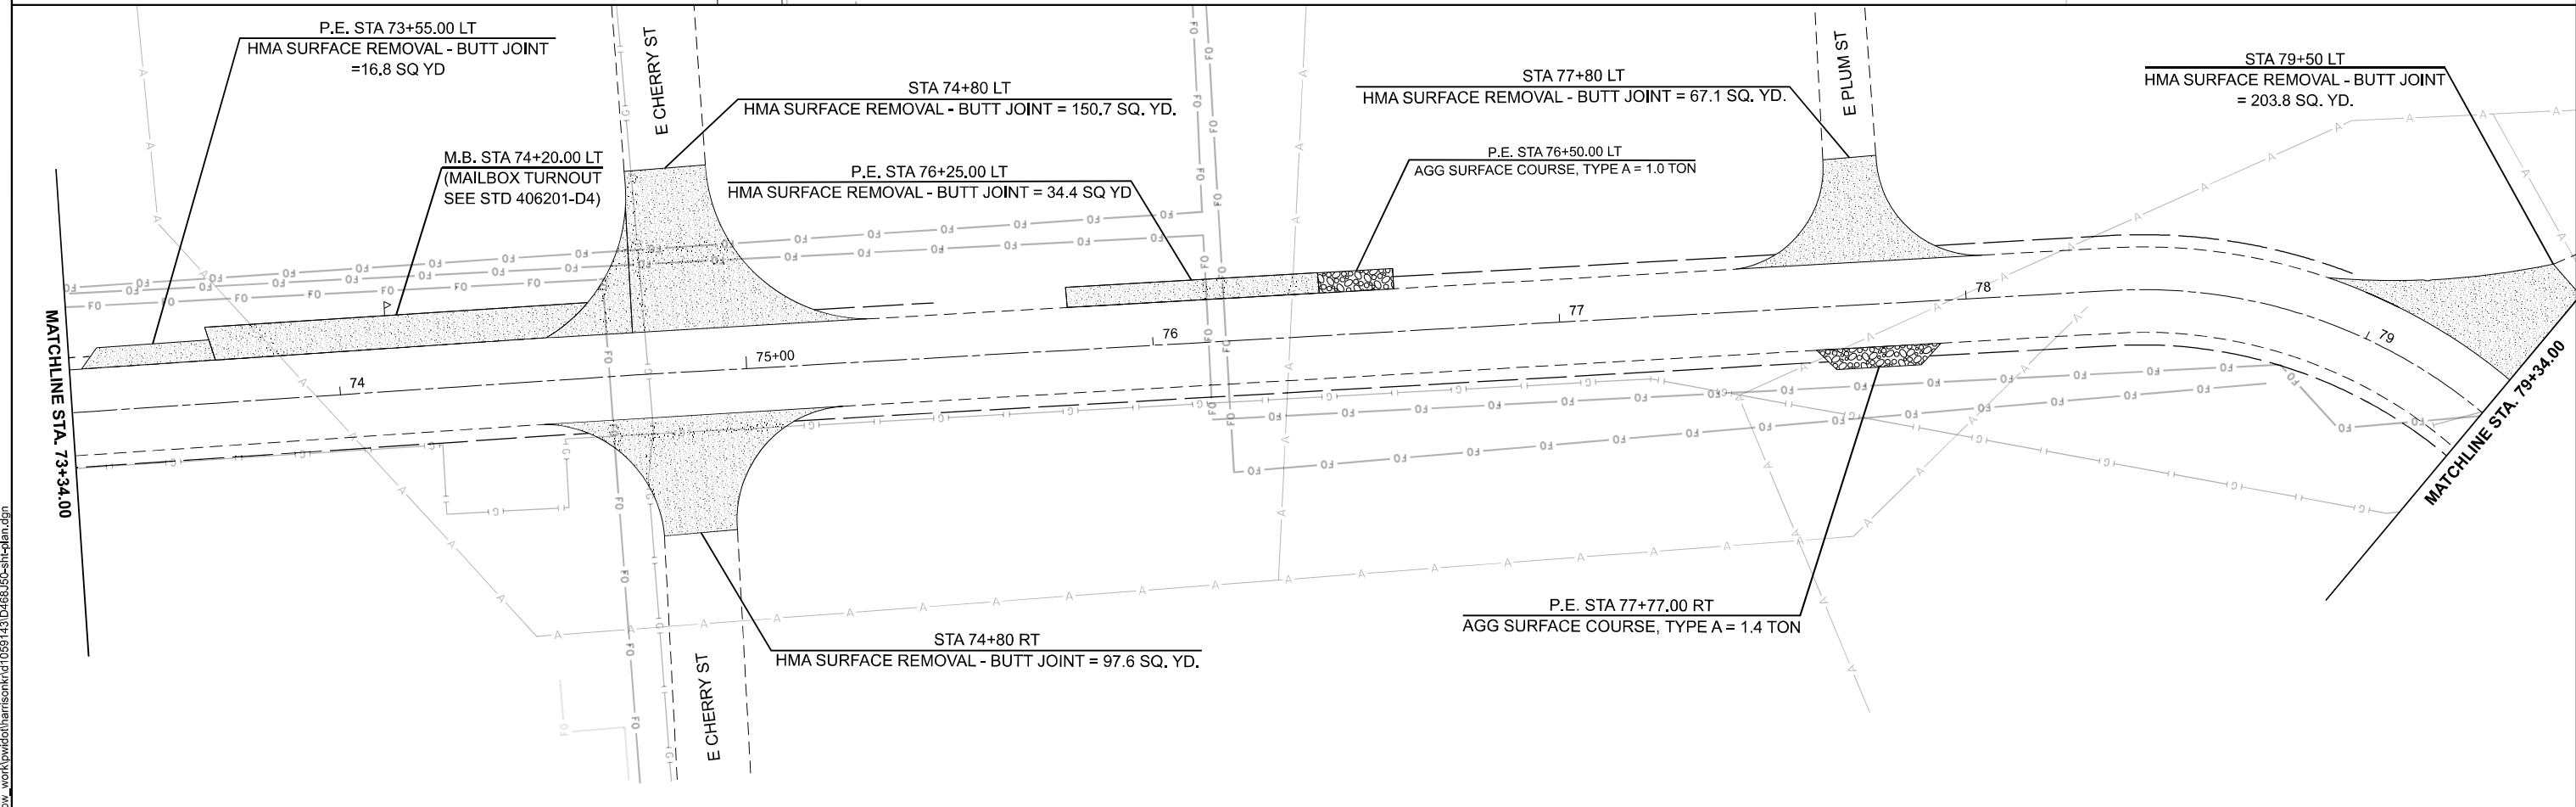 P.E. STA 73+55.00 LT
HMA SURFACE REMOVAL - BUTT JOINT
=16.8 SQ YD
M.B. STA 74+20.00 LT
(MAILBOX TURNOUT
SEE STD 406201-D4)
E CHERRY ST
STA 74+80 LT
HMA SURFACE REMOVAL - BUTT JOINT = 150.7 SQ. YD.
P.E. STA 76+25.00 LT
HMA SURFACE REMOVAL - BUTT JOINT = 34.4 SQ YD
STA 77+80 LT
HMA SURFACE REMOVAL - BUTT JOINT = 67.1 SQ. YD.
P.E. STA 76+50.00 LT
AGG SURFACE COURSE, TYPE A = 1.0 TON
E PLUM ST
STA 79+50 LT
HMA SURFACE REMOVAL - BUTT JOINT
= 203.8 SQ. YD.
MATCHLINE STA. 73+34.00
74
75+00
76
77
78
79
MATCHLINE STA. 79+34.00
STA 74+80 RT
HMA SURFACE REMOVAL - BUTT JOINT = 97.6 SQ. YD.
E CHERRY ST
P.E. STA 77+77.00 RT
AGG SURFACE COURSE, TYPE A = 1.4 TON